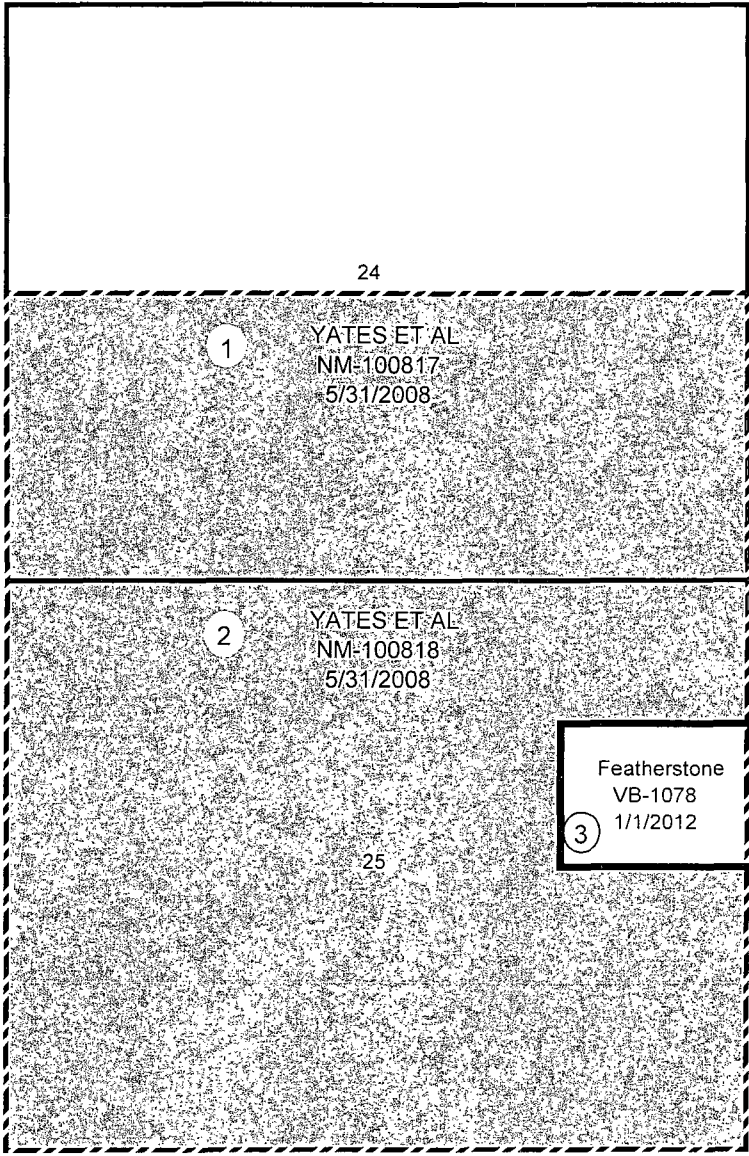 24
1
YATES ET AL
NM-100817
5/31/2008
2
YATES ET AL
NM-100818
5/31/2008
Featherstone
VB-1078
1/1/2012
3
25